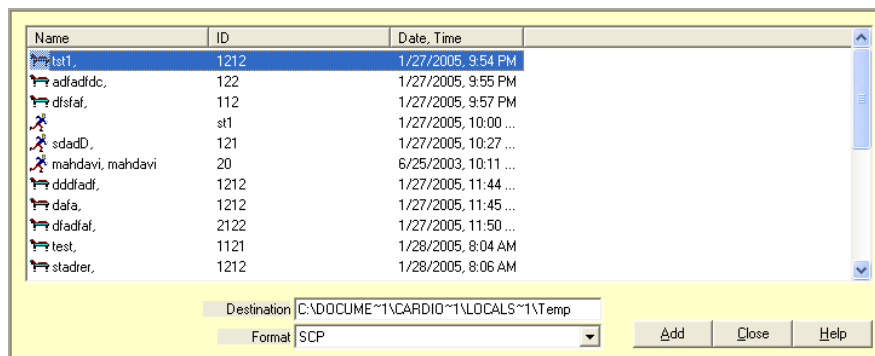 Name ID Date, Time
tst1, 1212 1/27/2005, 9:54 PM
adfadfdc, 122 1/27/2005, 9:55 PM
dfsfaf, 112 1/27/2005, 9:57 PM
st1 1/27/2005, 10:00 ...
sdadD, 121 1/27/2005, 10:27 ...
mahdavi, mahdavi 20 6/25/2003, 10:11 ...
dddfadf, 1212 1/27/2005, 11:44 ...
dafa, 1212 1/27/2005, 11:45 ...
dfadfaf, 2122 1/27/2005, 11:50 ...
test, 1121 1/28/2005, 8:04 AM
stadrer, 1212 1/28/2005, 8:06 AM
Destination C:\DOCUME~1\CARDIO~1\LOCALS~1\Temp
Format SCP Add Close Help